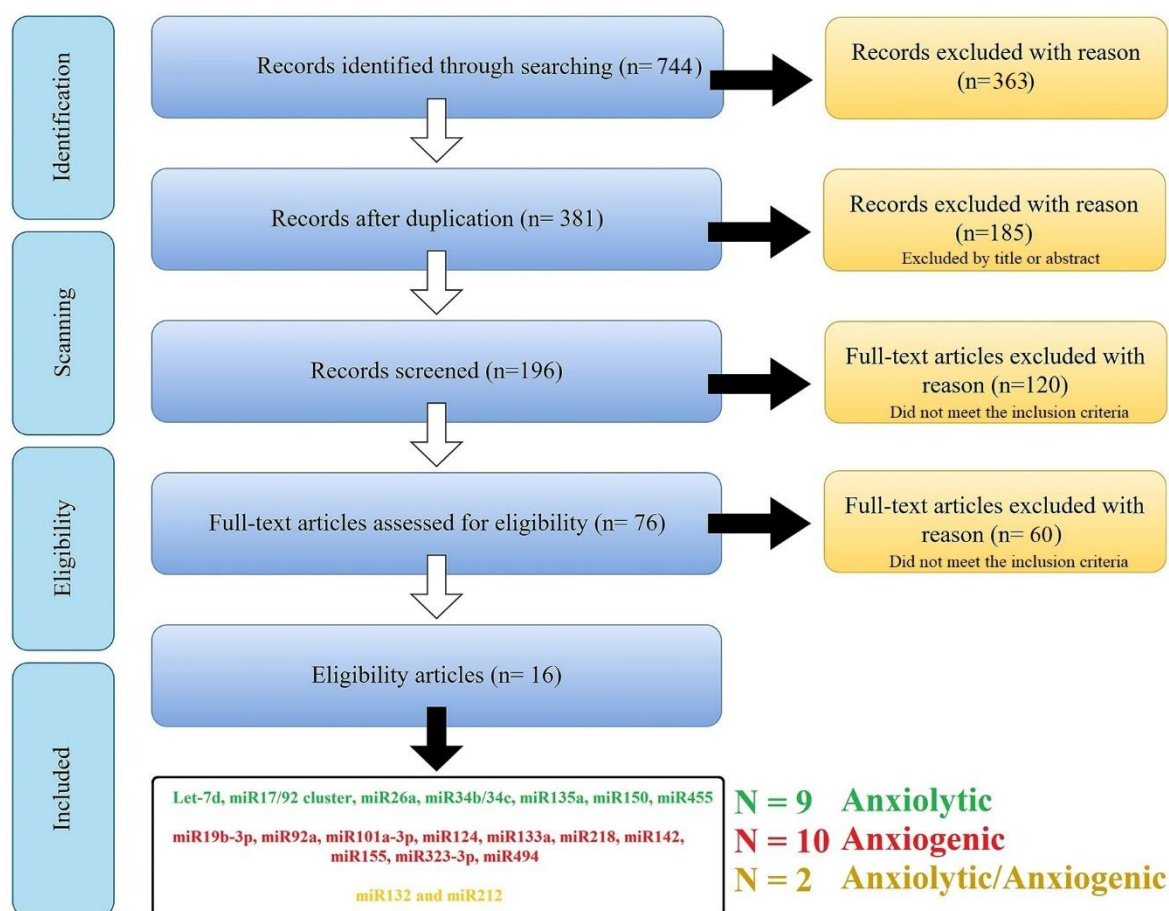 Identification
Records identified through searching (n= 744)
Records excluded with reason
(n=363)
Records after duplication (n= 381)
Records excluded with reason
(n=185)
Excluded by title or abstract
Scanning
Records screened (n=196)
Full-text articles excluded with
reason (n=120)
Did not meet the inclusion criteria
Eligibility
Full-text articles assessed for eligibility (n= 76)
Full-text articles excluded with
reason (n= 60)
Did not meet the inclusion criteria
Included
Eligibility articles (n= 16)
Let-7d, miR17/92 cluster, miR26a, miR34b/34c, miR135a, miR150, miR455
N = 9 Anxiolytic
miR19b-3p, miR92a, miR101a-3p, miR124, miR133a, miR218, miR142,
miR155, miR323-3p, miR494
N = 10 Anxiogenic
miR132 and miR212
N = 2 Anxiolytic/Anxiogenic